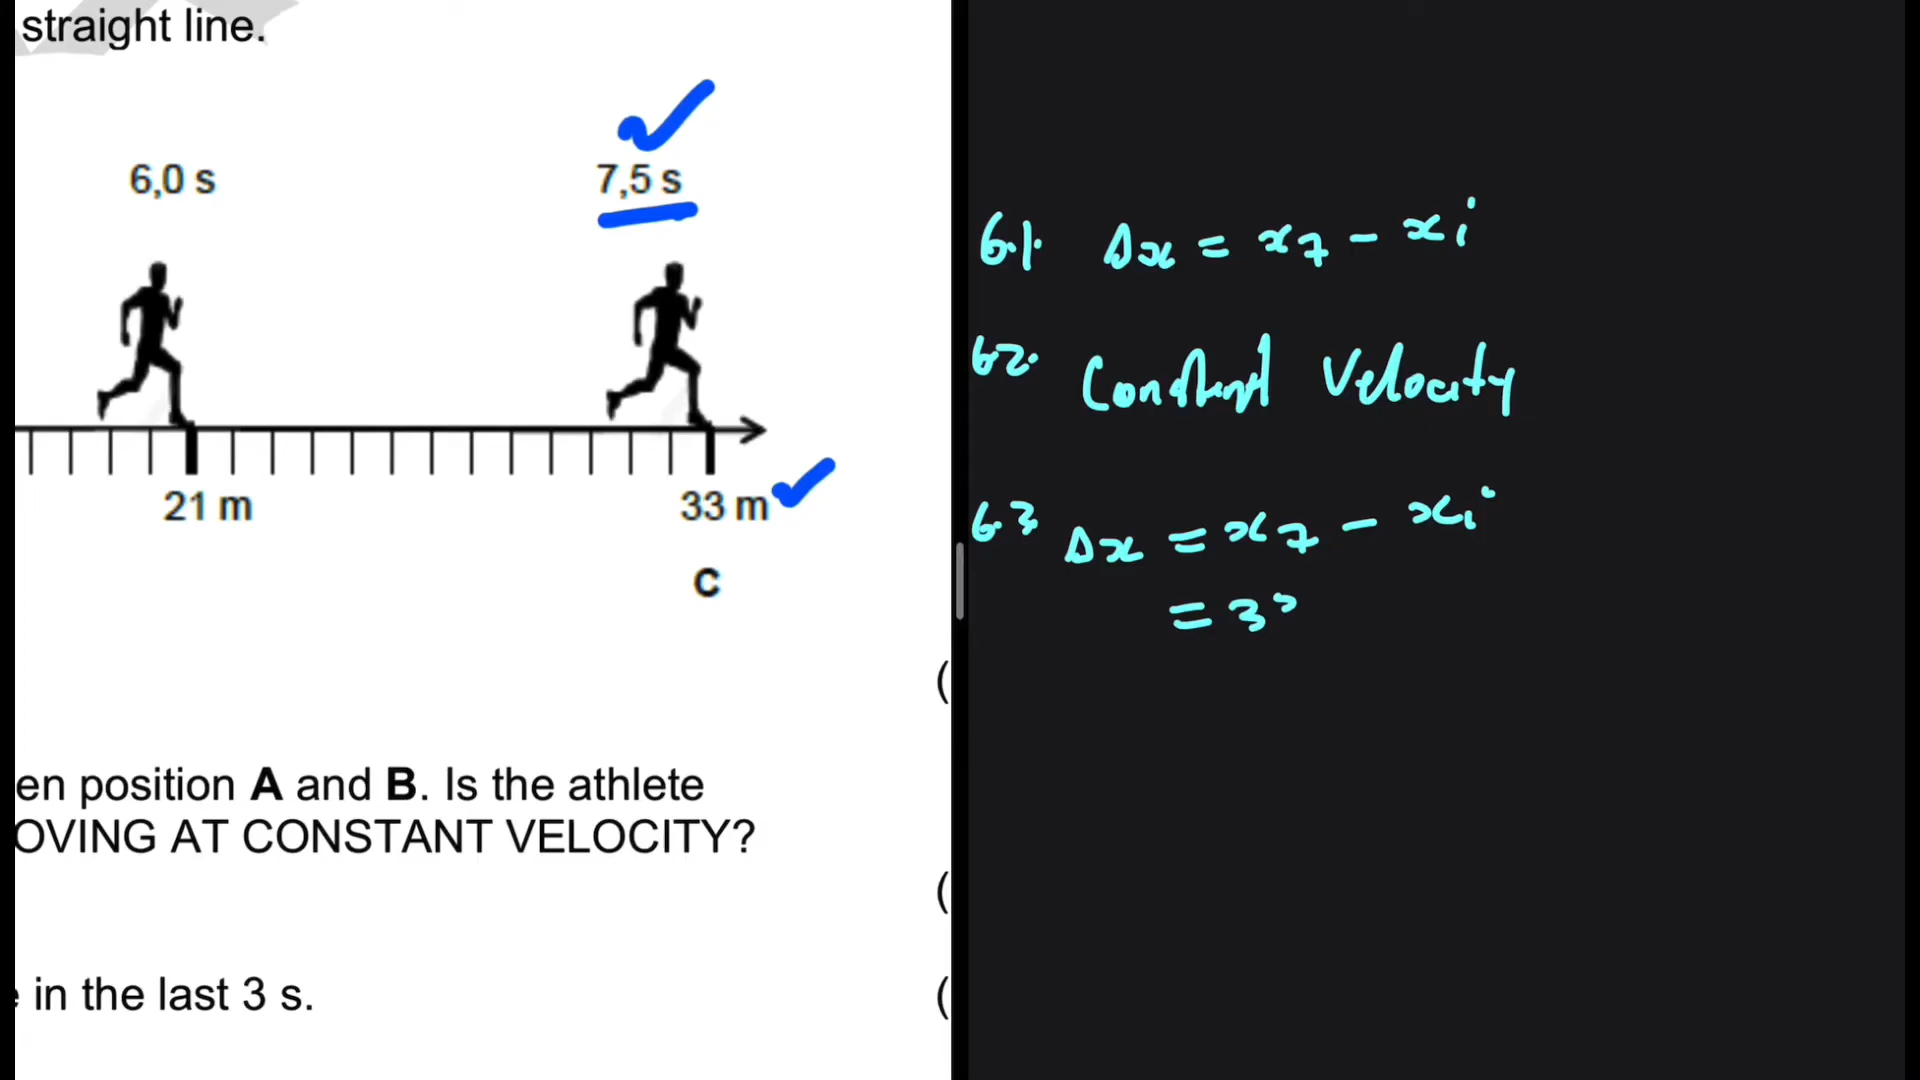 straight line.
6,0 s
7,5 s
21 m
33 m
C
(
en position A and B. Is the athlete
OVING AT CONSTANT VELOCITY?
(
in the last 3 s.
(
6.1. Δx = xf - xi
6.2. Constant Velocity
6.3 Δx = xf - xi
= 3